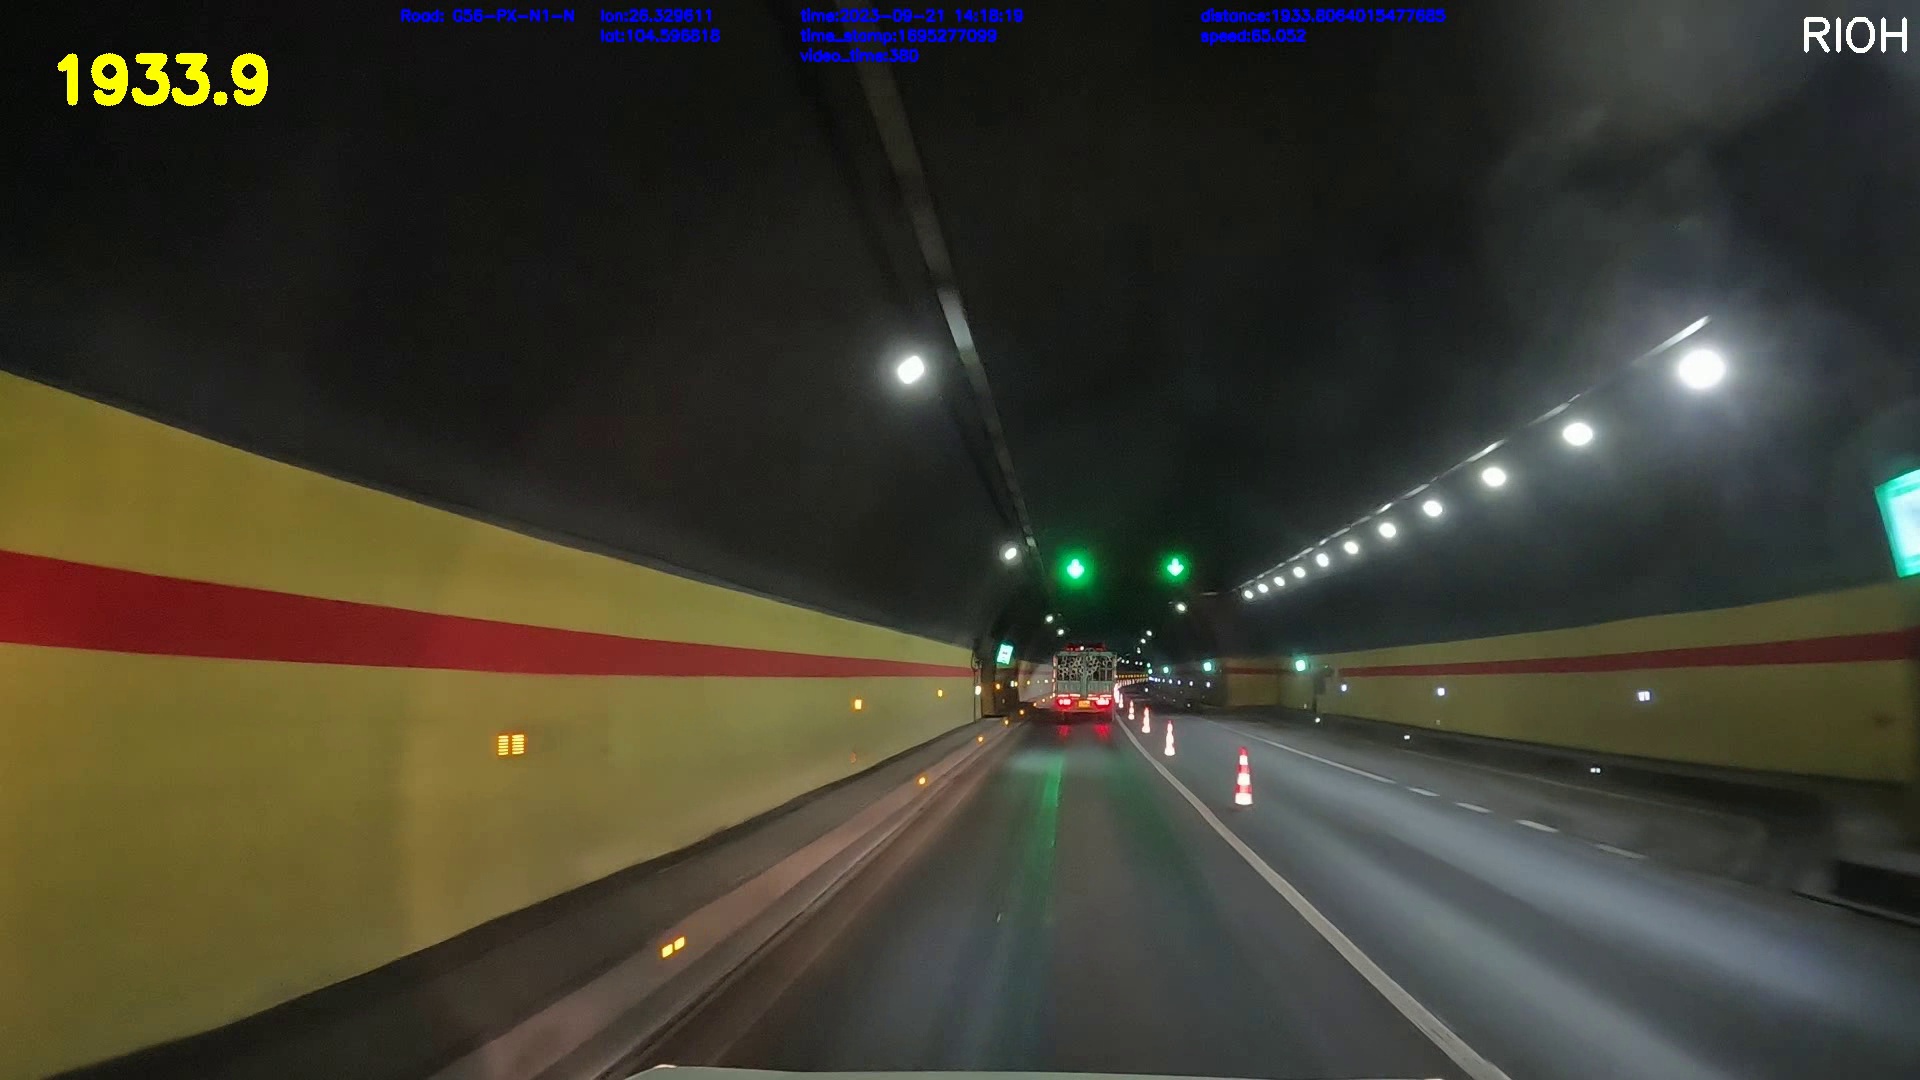 Road: G56-PX-N1-N
lon:26.329611
time:2023-09-21 14:18:19
distance:1933.8064015477685
lat:104.596818
time_stamp:1695277099
speed:65.052
video_time:380
RIOH
1933.9